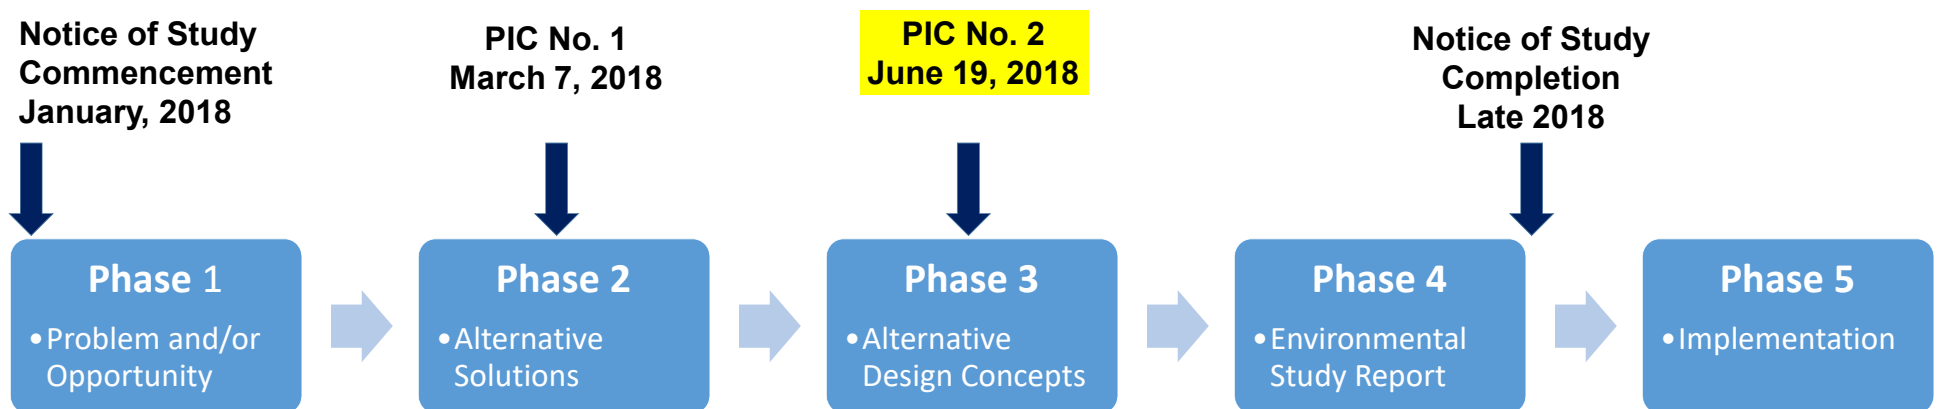 Notice of Study
Commencement
January, 2018
PIC No. 1
March 7, 2018
PIC No. 2
June 19, 2018
Notice of Study
Completion
Late 2018
Phase 1
•Problem and/or
Opportunity
Phase 2
•Alternative
Solutions
Phase 3
•Alternative
Design Concepts
Phase 4
•Environmental
Study Report
Phase 5
•Implementation